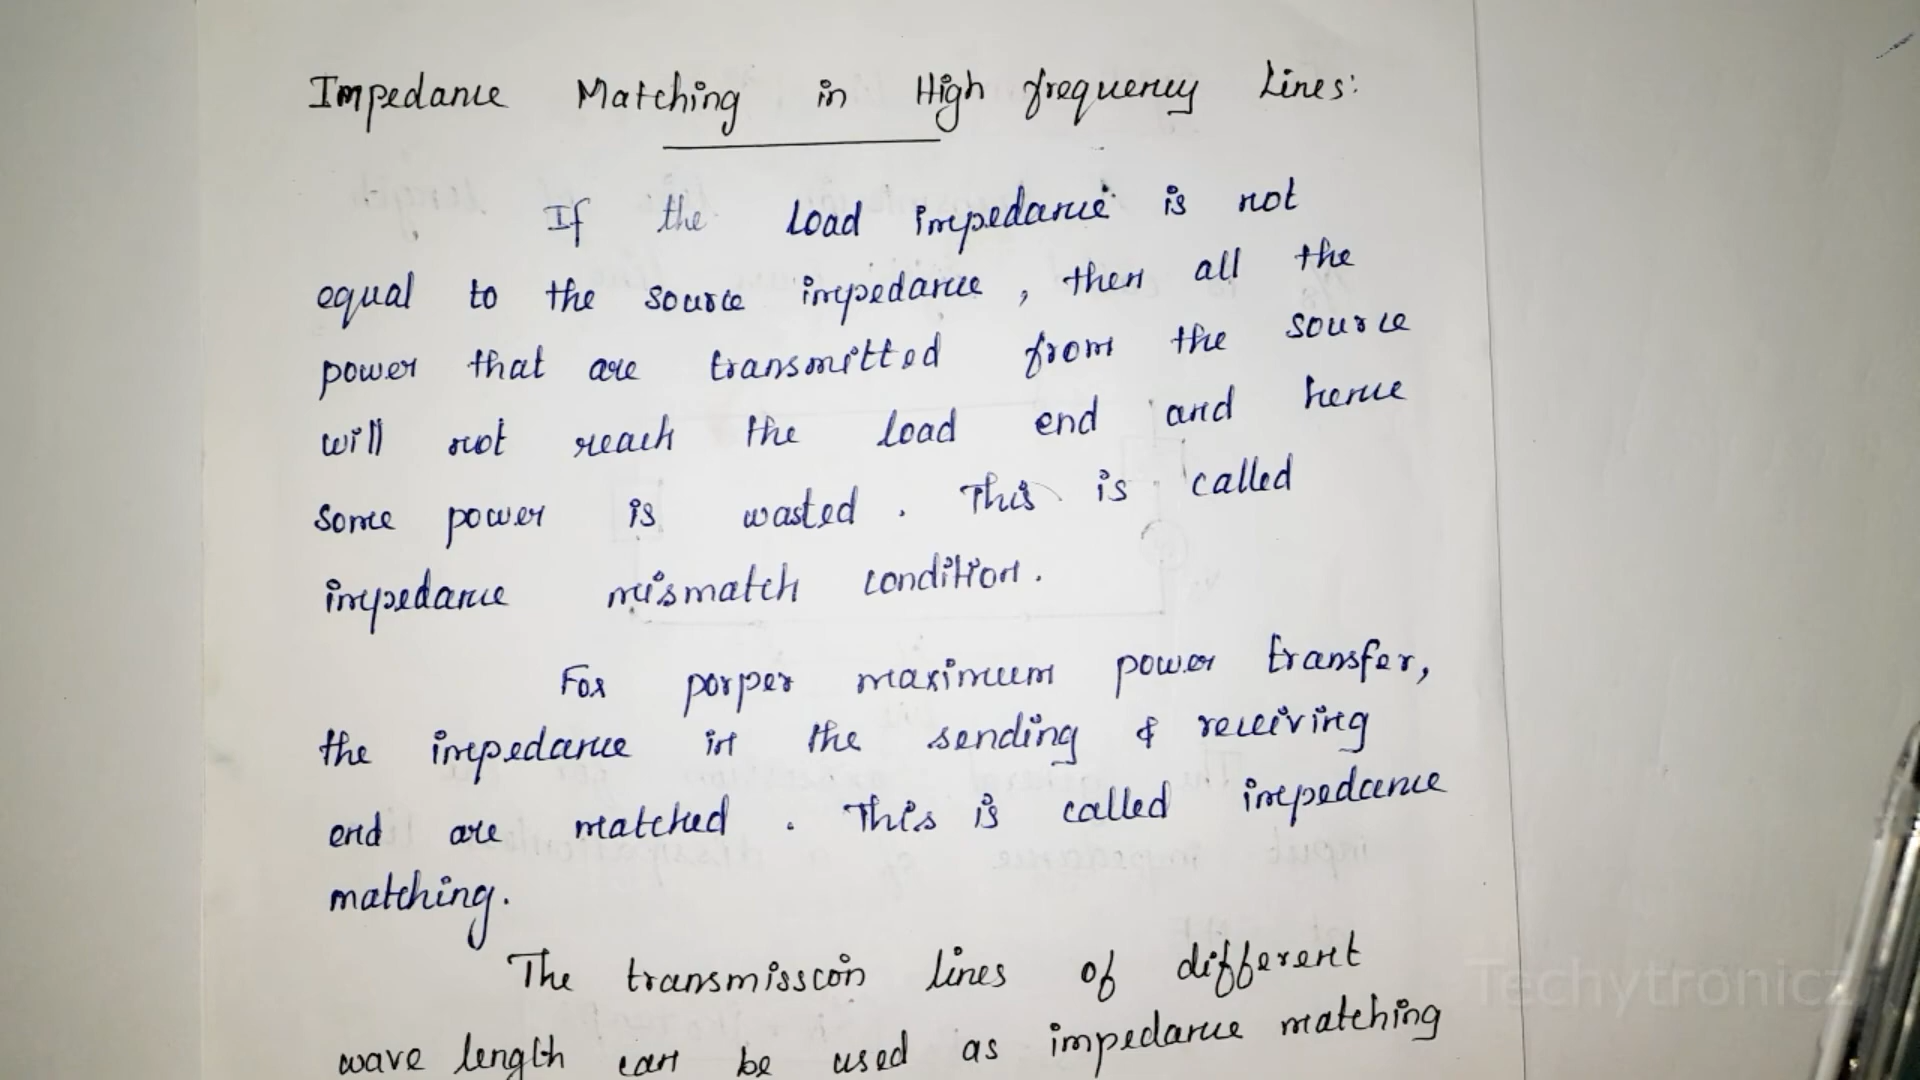 Impedance Matching in High frequency Lines:
If the Load impedance is not
equal to the source impedance, then all the
power that are transmitted from the source
will not reach the load end and hence
some power is wasted. This is called
impedance mismatch condition.
For porper maximum power transfer,
the impedance in the sending & receiving
end are matched. This is called impedance
matching.
The transmisscon lines of different
wave length can be used as impedance matching
Techytronicz